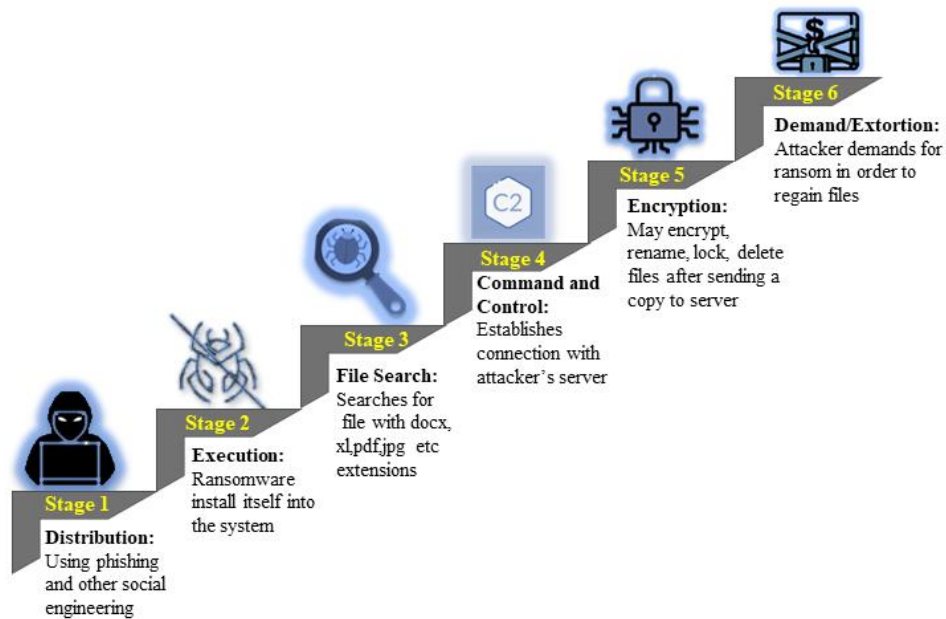 Stage 1
Distribution:
Using phishing
and other social
engineering
Stage 2
Execution:
Ransomware
install itself into
the system
Stage 3
File Search:
Searches for
file with docx,
xl,pdf,jpg etc
extensions
C2
Stage 4
Command and
Control:
Establishes
connection with
attacker's server
Stage 5
Encryption:
May encrypt,
rename, lock, delete
files after sending a
copy to server
$
Stage 6
Demand/Extortion:
Attacker demands for
ransom in order to
regain files